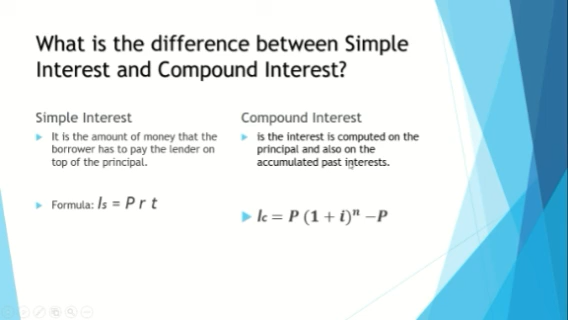 What is the difference between Simple
Interest and Compound Interest?
Simple Interest
It is the amount of money that the
borrower has to pay the lender on
top of the principal.
Formula: Is = P r t
Compound Interest
is the interest is computed on the
principal and also on the
accumulated past interests.
Ic = P (1 + i)ⁿ − P